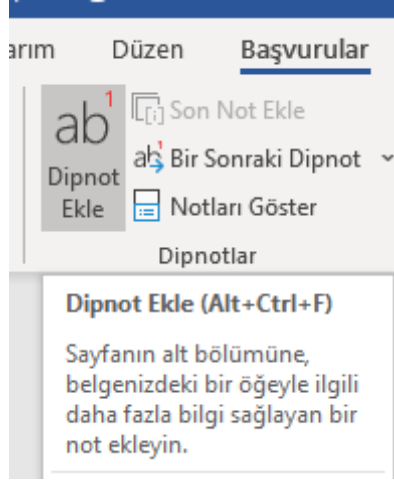 arım Düzen Başvurular
ab1 Son Not Ekle
Dipnot Ekle
ab Bir Sonraki Dipnot
Notları Göster
Dipnotlar
Dipnot Ekle (Alt+Ctrl+F)
Sayfanın alt bölümüne,
belgenizdeki bir öğeyle ilgili
daha fazla bilgi sağlayan bir
not ekleyin.